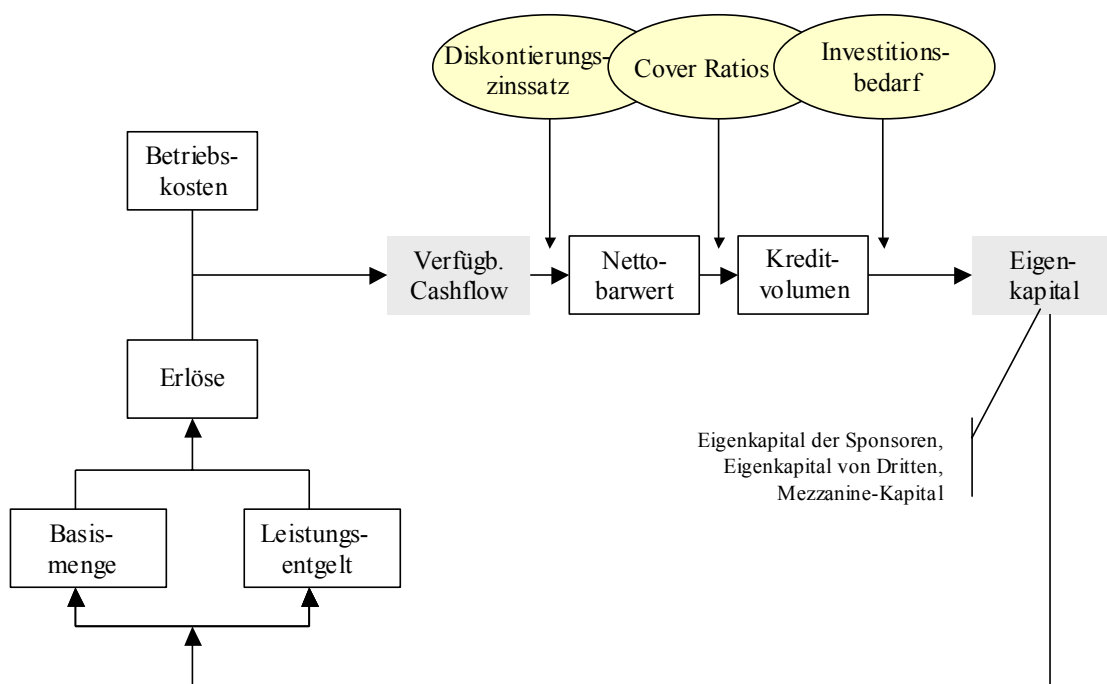 Diskontierungs-
zinssatz
Cover Ratios
Investitions-
bedarf
Betriebs-
kosten
Verfügb.
Cashflow
Netto-
barwert
Kredit-
volumen
Eigen-
kapital
Erlöse
Eigenkapital der Sponsoren,
Eigenkapital von Dritten,
Mezzanine-Kapital
Basis-
menge
Leistungs-
entgelt